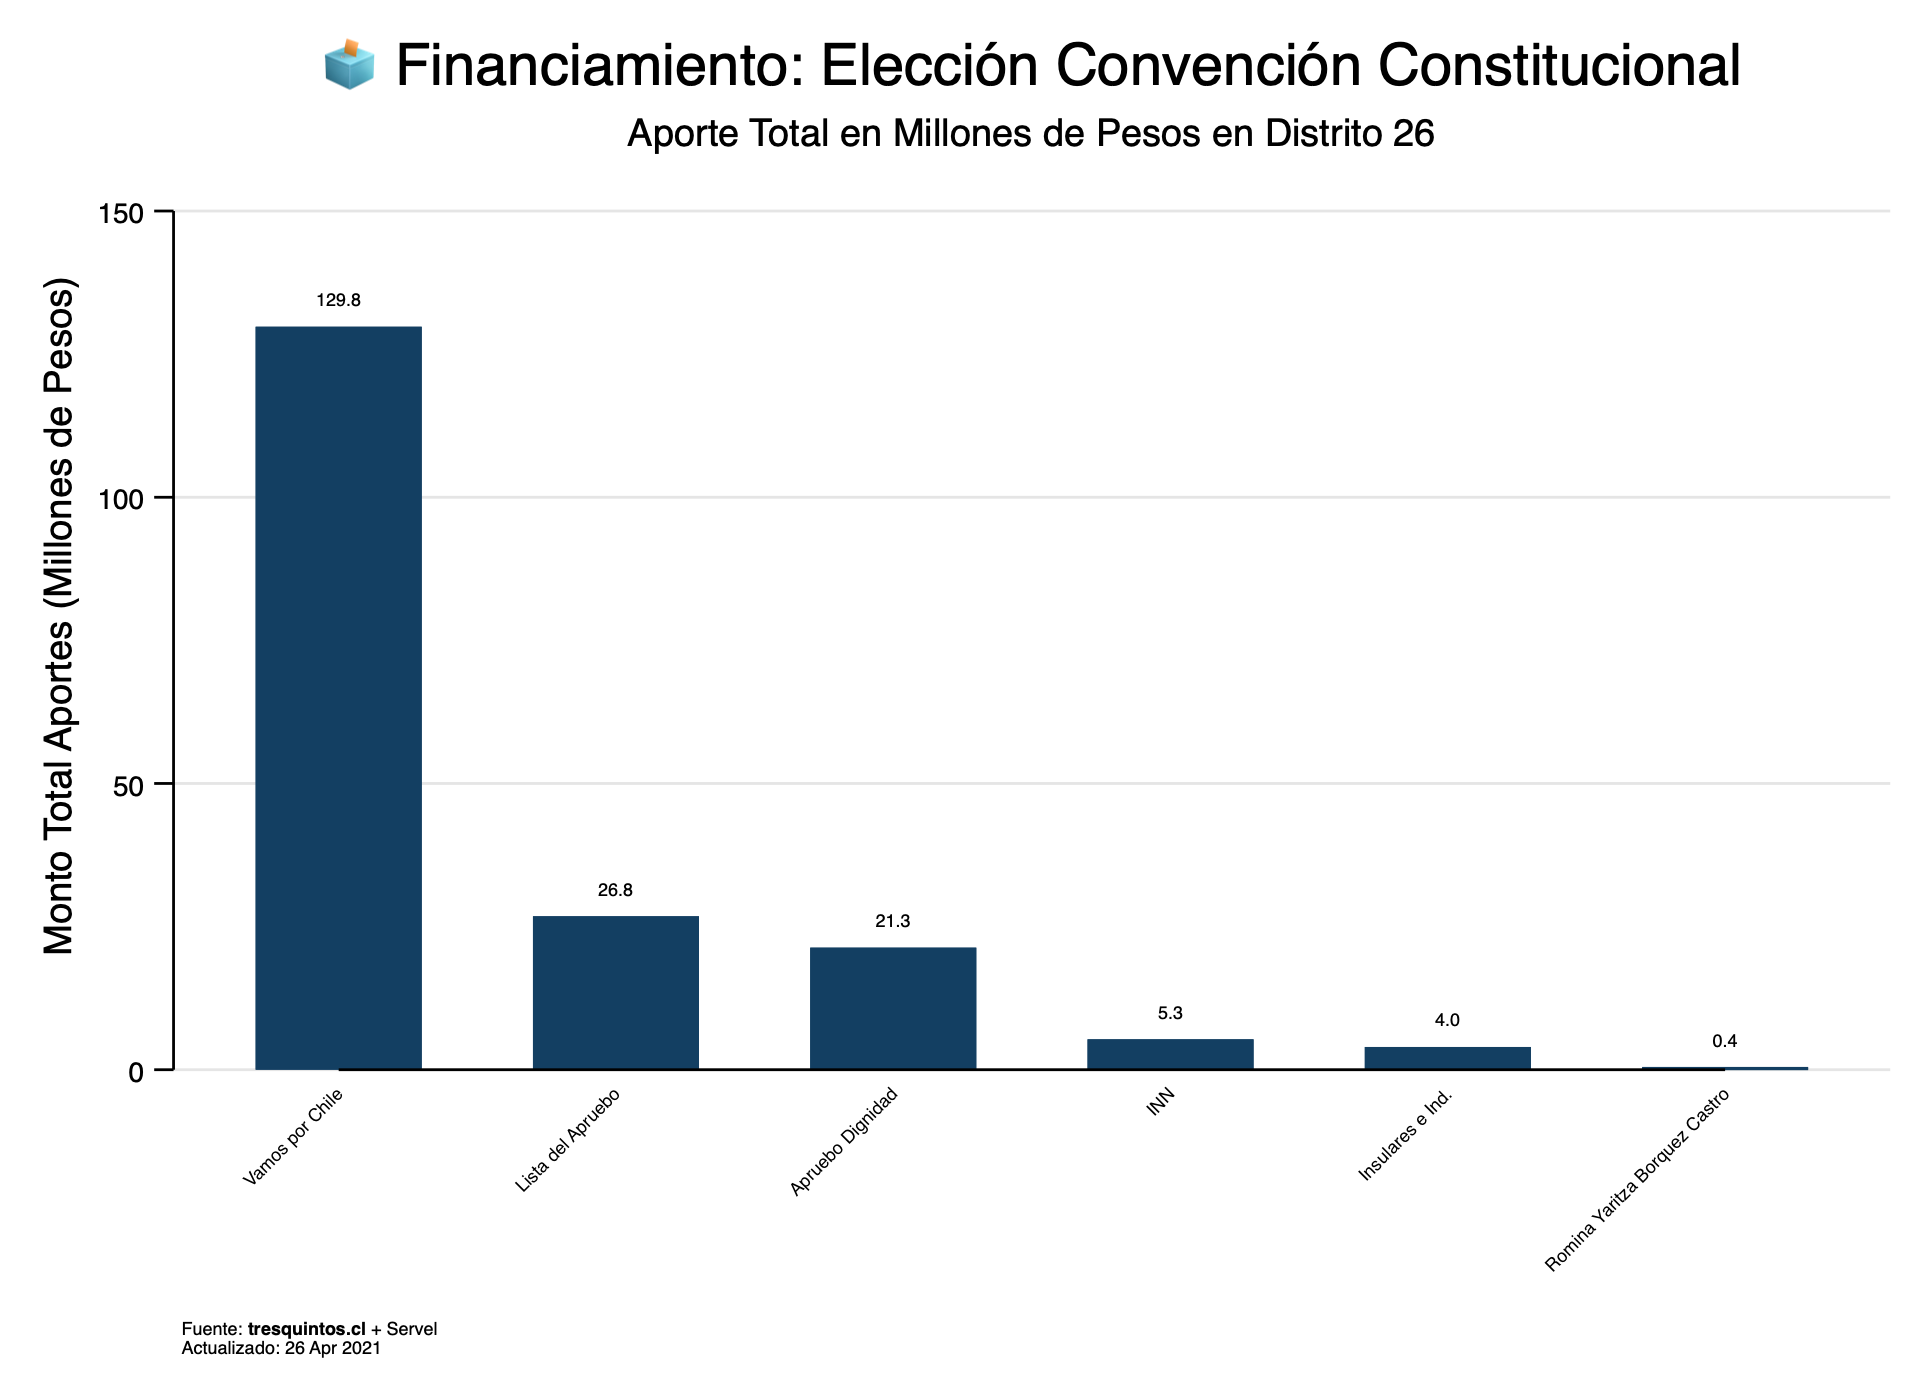 Financiamiento: Elección Convención Constitucional
Aporte Total en Millones de Pesos en Distrito 26
Monto Total Aportes (Millones de Pesos)
150
100
50
0
129.8
26.8
21.3
5.3
4.0
0.4
Vamos por Chile
Lista del Apruebo
Apruebo Dignidad
INN
Insulares e Ind.
Romina Yaritza Borquez Castro
Fuente: tresquintos.cl + Servel
Actualizado: 26 Apr 2021